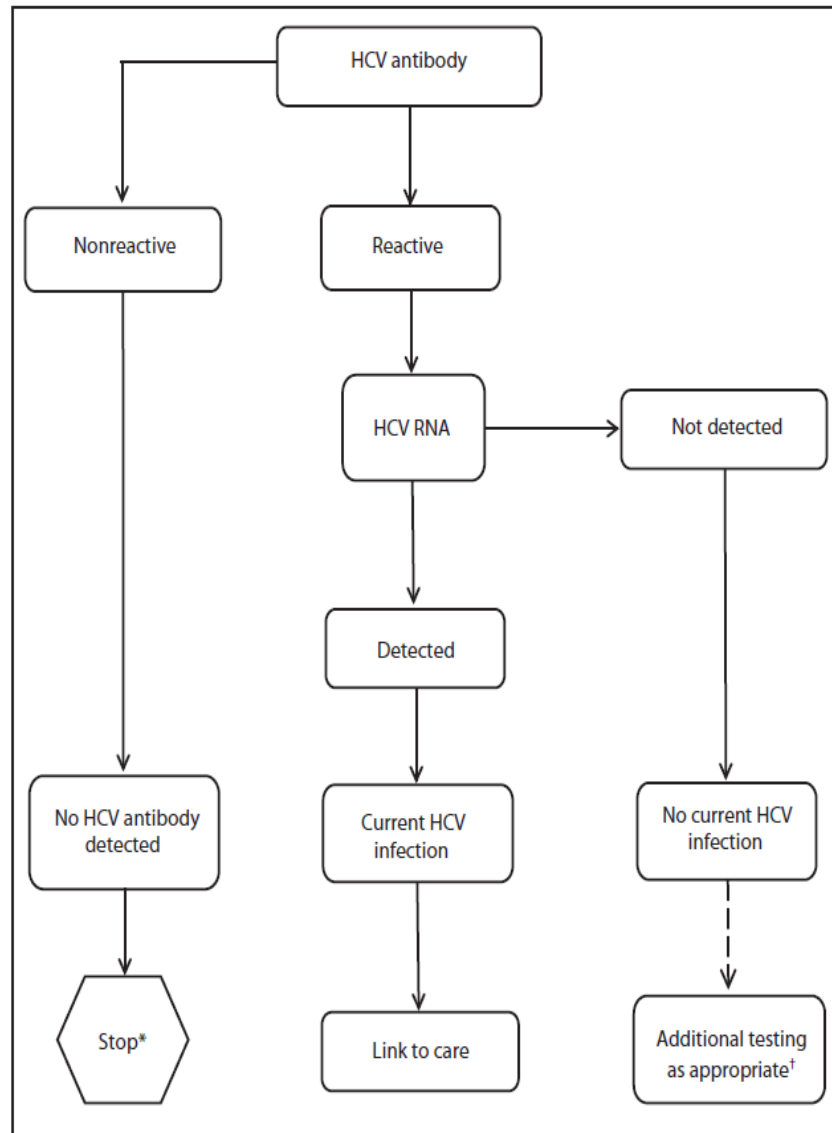 HCV antibody
Nonreactive
Reactive
HCV RNA
Not detected
Detected
No HCV antibody
detected
Current HCV
infection
No current HCV
infection
Stop*
Link to care
Additional testing
as appropriate†